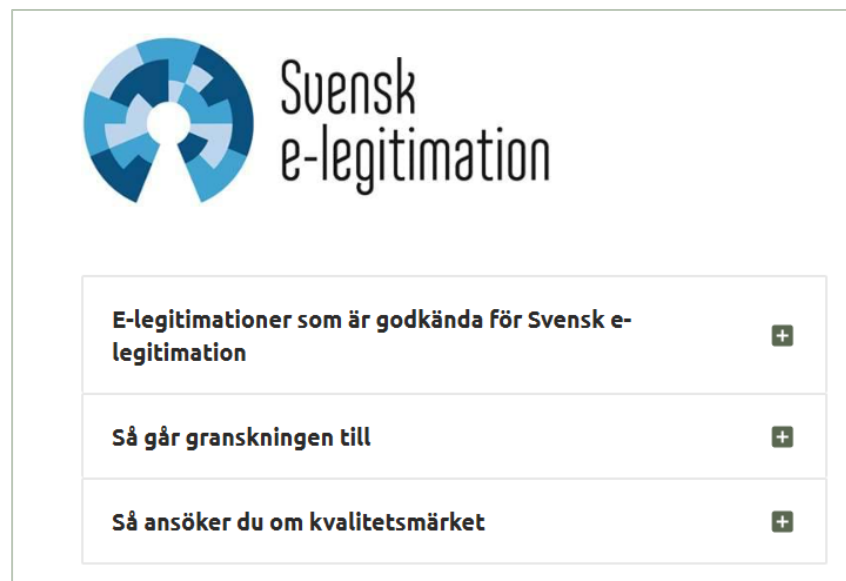 Svensk
e-legitimation
E-legitimationer som är godkända för Svensk e-
legitimation
Så går granskningen till
Så ansöker du om kvalitetsmärket